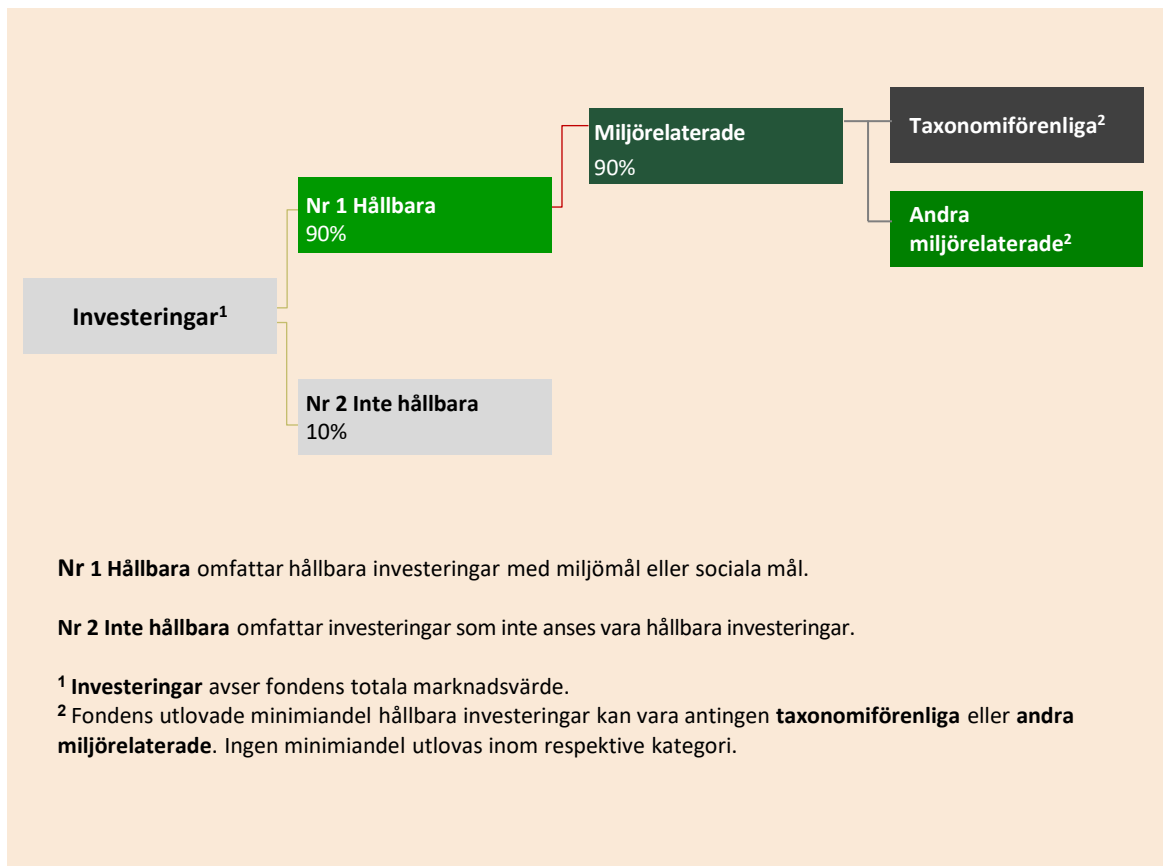 Miljörelaterade
90%
Taxonomiförenliga²
Nr 1 Hållbara
90%
Andra
miljörelaterade²
Investeringar¹
Nr 2 Inte hållbara
10%
Nr 1 Hållbara omfattar hållbara investeringar med miljömål eller sociala mål.
Nr 2 Inte hållbara omfattar investeringar som inte anses vara hållbara investeringar.
¹ Investeringar avser fondens totala marknadsvärde.
² Fondens utlovade minimiandel hållbara investeringar kan vara antingen taxonomiförenliga eller andra
miljörelaterade. Ingen minimiandel utlovas inom respektive kategori.